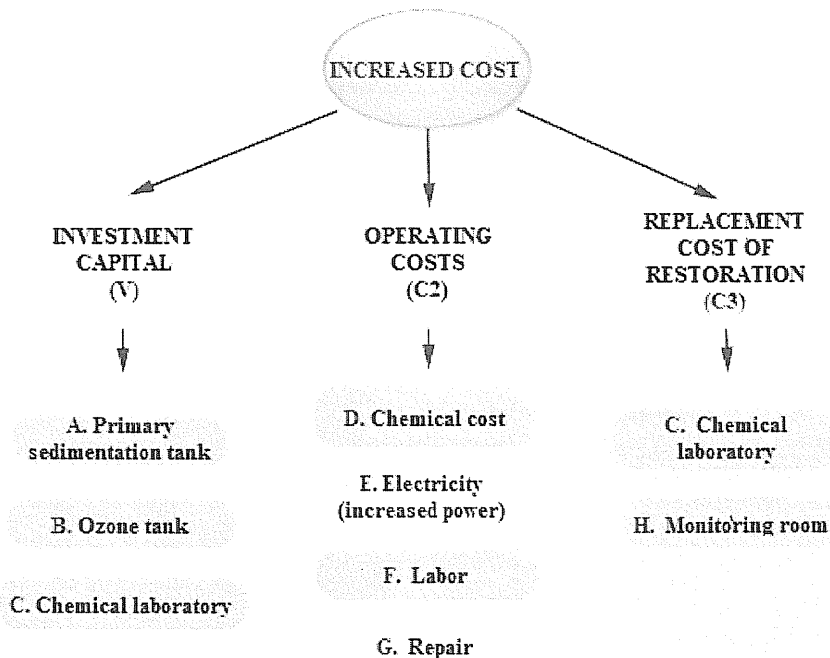 INCREASED COST
INVESTMENT
CAPITAL
(V)
A. Primary
sedimentation tank
B. Ozone tank
C. Chemical laboratory
OPERATING
COSTS
(C2)
D. Chemical cost
E. Electricity
(increased power)
F. Labor
G. Repair
REPLACEMENT
COST OF
RESTORATION
(C3)
C. Chemical
laboratory
H. Monitoring room